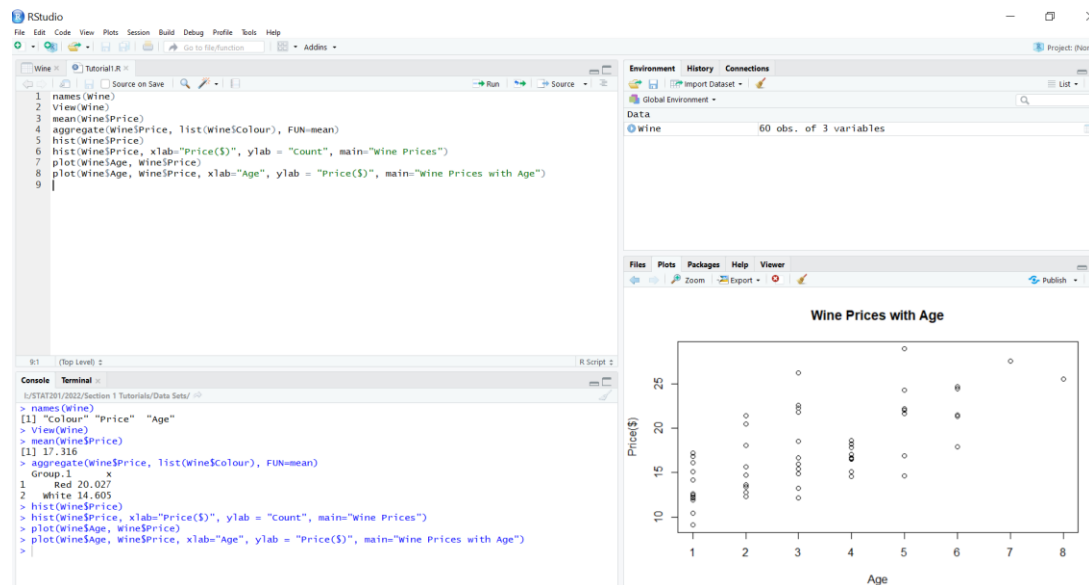 RStudio
File Edit Code View Plots Session Build Debug Profile Tools Help
Go to file/function Addins
Wine Tutorial1.R
Source on Save Run Source
1 names(Wine)
2 View(Wine)
3 mean(Wine$Price)
4 aggregate(Wine$Price, list(Wine$Colour), FUN=mean)
5 hist(Wine$Price)
6 hist(Wine$Price, xlab="Price($)", ylab = "Count", main="Wine Prices")
7 plot(Wine$Age, Wine$Price)
8 plot(Wine$Age, Wine$Price, xlab="Age", ylab = "Price($)", main="Wine Prices with Age")
9
9:1 (Top Level) R Script
Console Terminal
I:/STAT201/2022/Section 1 Tutorials/Data Sets/
> names(Wine)
[1] "Colour" "Price" "Age"
> View(Wine)
> mean(Wine$Price)
[1] 17.316
> aggregate(Wine$Price, list(Wine$Colour), FUN=mean)
Group.1 x
1 Red 20.027
2 White 14.605
> hist(Wine$Price)
> hist(Wine$Price, xlab="Price($)", ylab = "Count", main="Wine Prices")
> plot(Wine$Age, Wine$Price)
> plot(Wine$Age, Wine$Price, xlab="Age", ylab = "Price($)", main="Wine Prices with Age")
>
Project: (Non
Environment History Connections
Import Dataset List
Global Environment
Data
Wine 60 obs. of 3 variables
Files Plots Packages Help Viewer
Zoom Export Publish
Wine Prices with Age
Price($)
25
20
15
10
1 2 3 4 5 6 7 8
Age